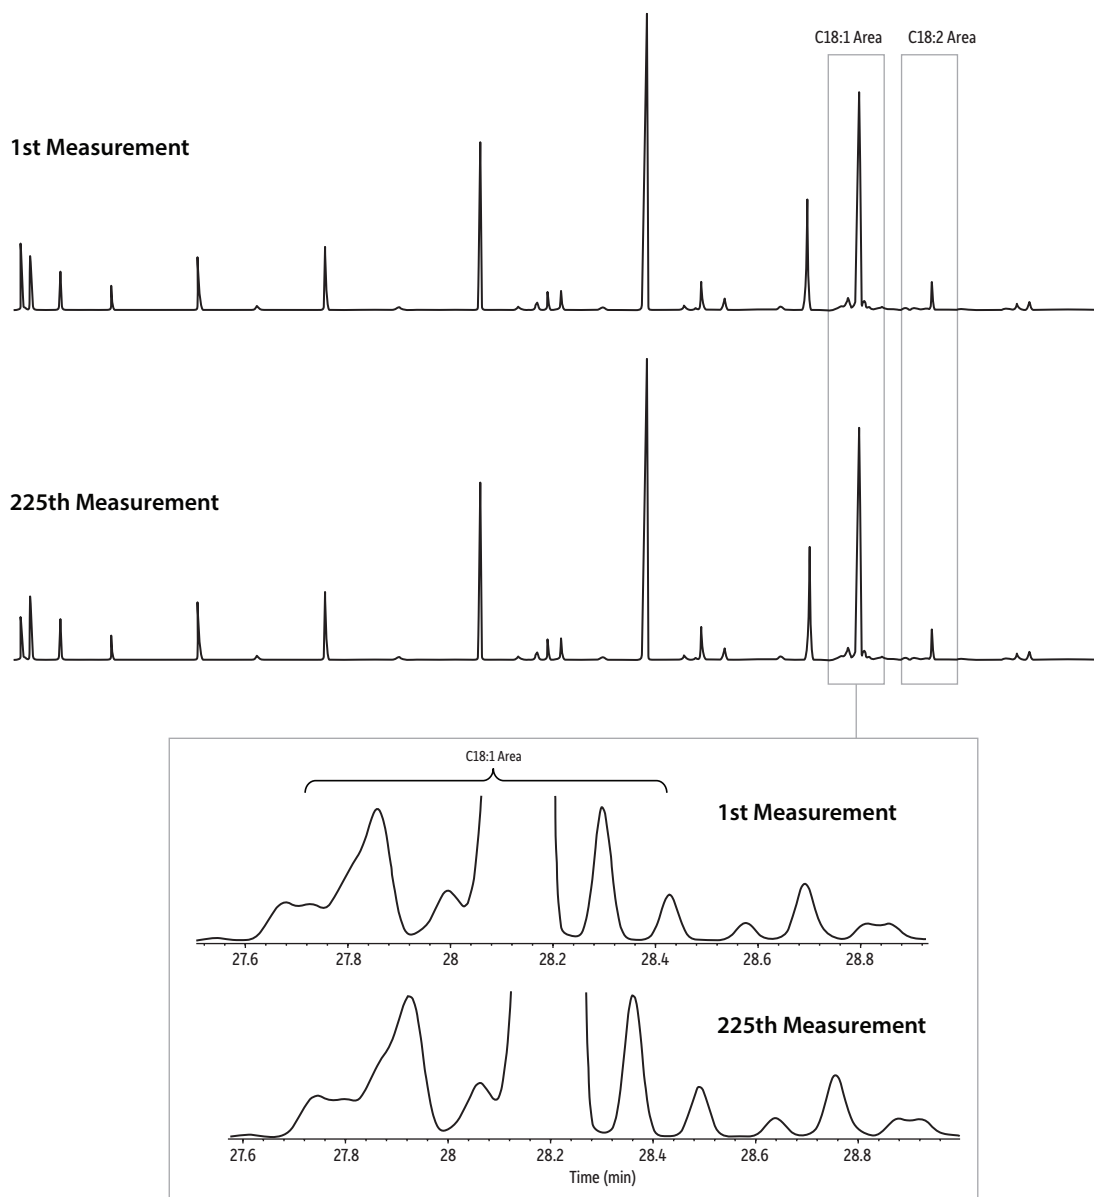 C18:1 Area C18:2 Area
1st Measurement
225th Measurement
C18:1 Area
1st Measurement
27.6 27.8 28 28.2 28.4 28.6 28.8
225th Measurement
27.6 27.8 28 28.2 28.4 28.6 28.8
Time (min)